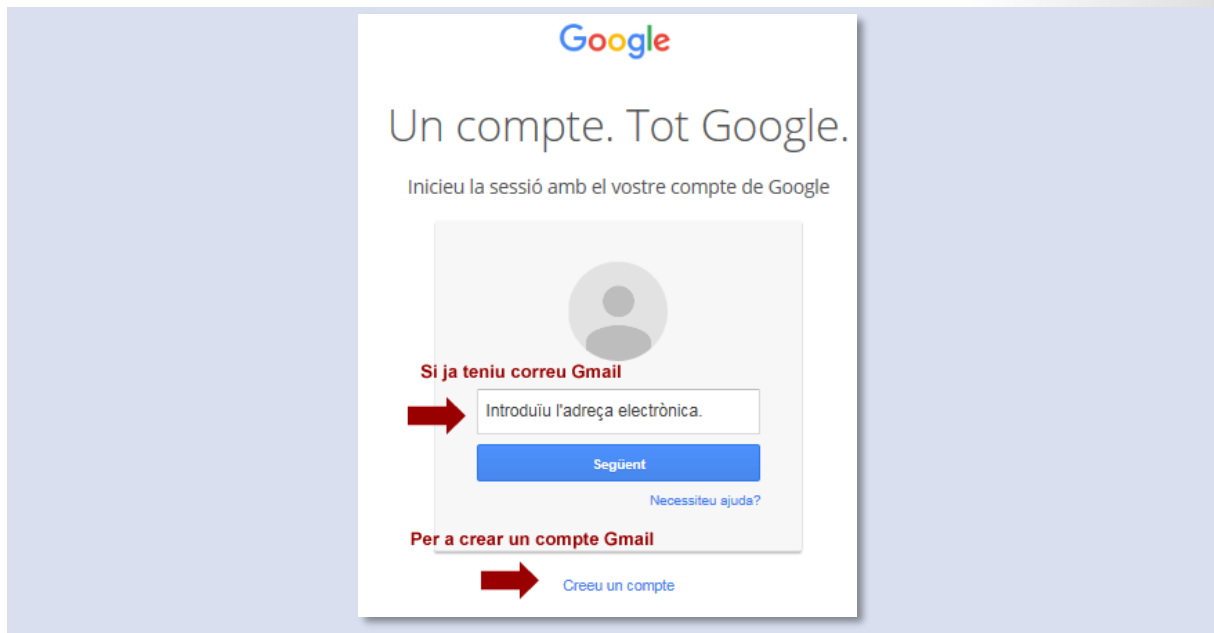 Google
Un compte. Tot Google.
Inicieu la sessió amb el vostre compte de Google
Si ja teniu correu Gmail
Introduïu l'adreça electrònica.
Següent
Necessiteu ajuda?
Per a crear un compte Gmail
Creeu un compte